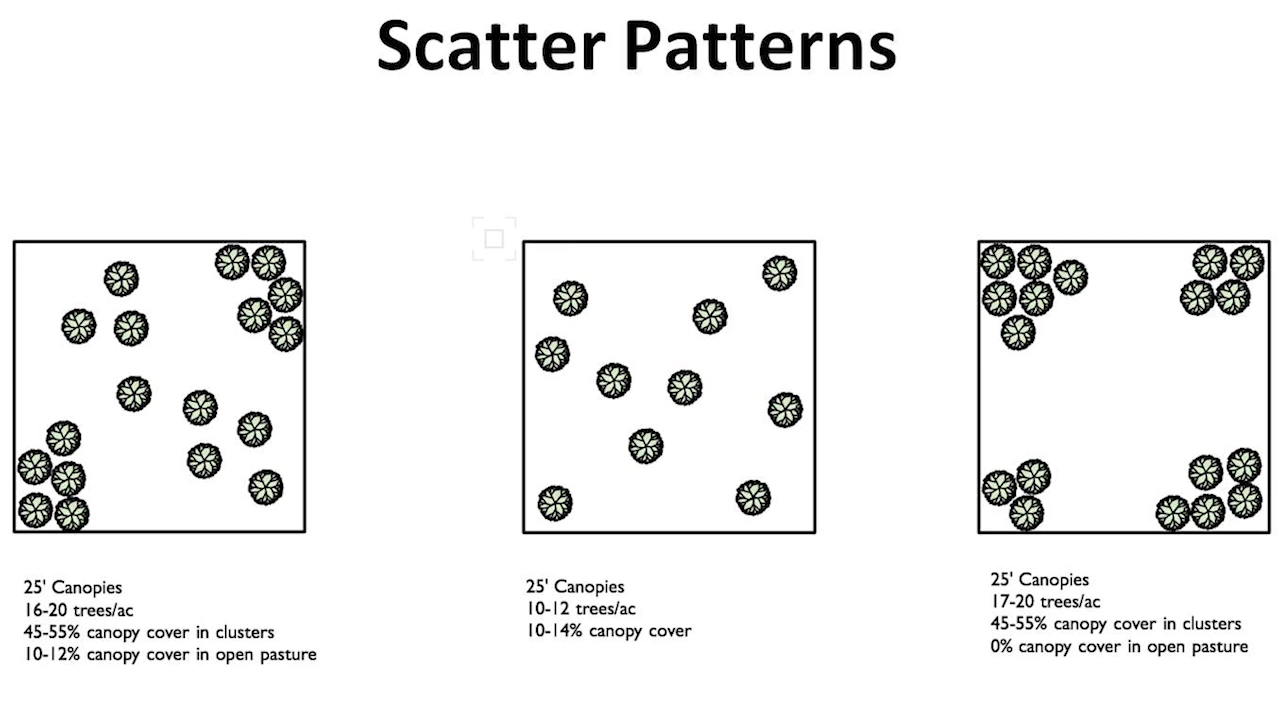 Scatter Patterns
25' Canopies
16-20 trees/ac
45-55% canopy cover in clusters
10-12% canopy cover in open pasture
25' Canopies
10-12 trees/ac
10-14% canopy cover
25' Canopies
17-20 trees/ac
45-55% canopy cover in clusters
0% canopy cover in open pasture